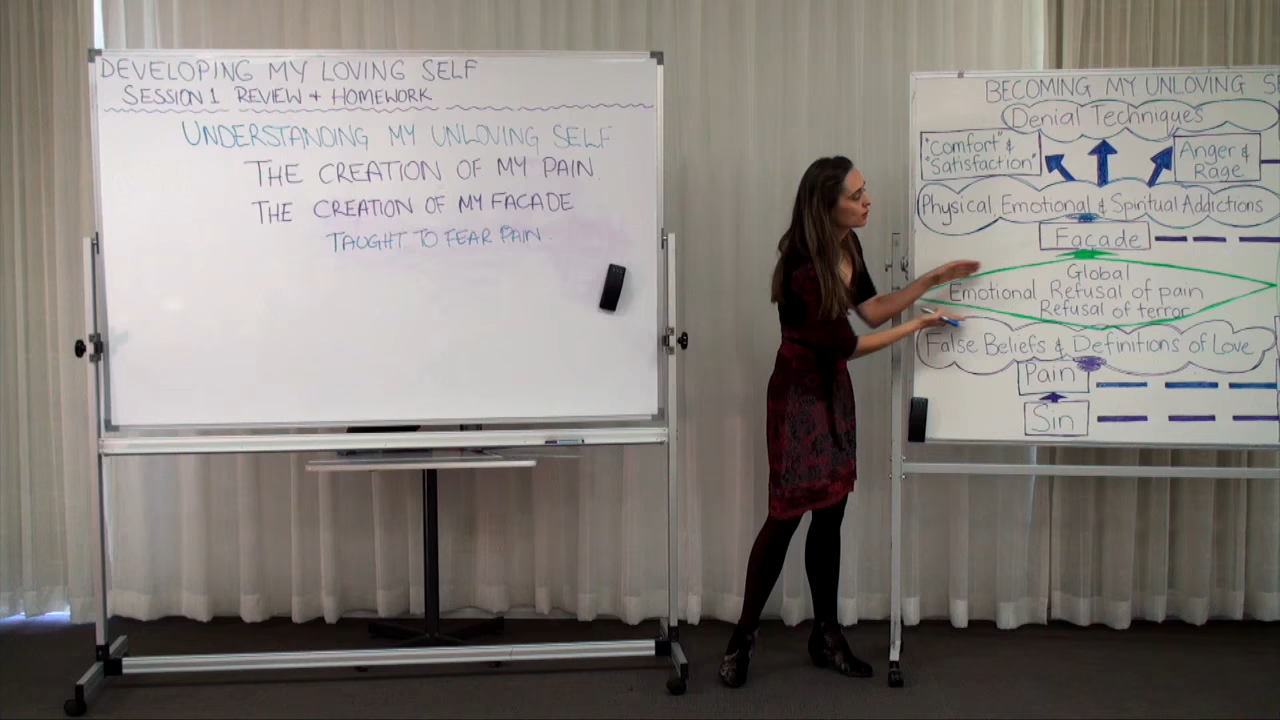 DEVELOPING MY LOVING SELF
SESSION 1 REVIEW + HOMEWORK
UNDERSTANDING MY UNLOVING SELF
THE CREATION OF MY PAIN
THE CREATION OF MY FACADE
TAUGHT TO FEAR PAIN.
BECOMING MY UNLOVING
Denial Techniques
"Comfort" &
"Satisfaction"
Anger &
Rage
Physical, Emotional & Spiritual Addictions
Façade
Global
Emotional Refusal of pain
Refusal of terror
False Beliefs & Definitions of Love
Pain
Sin